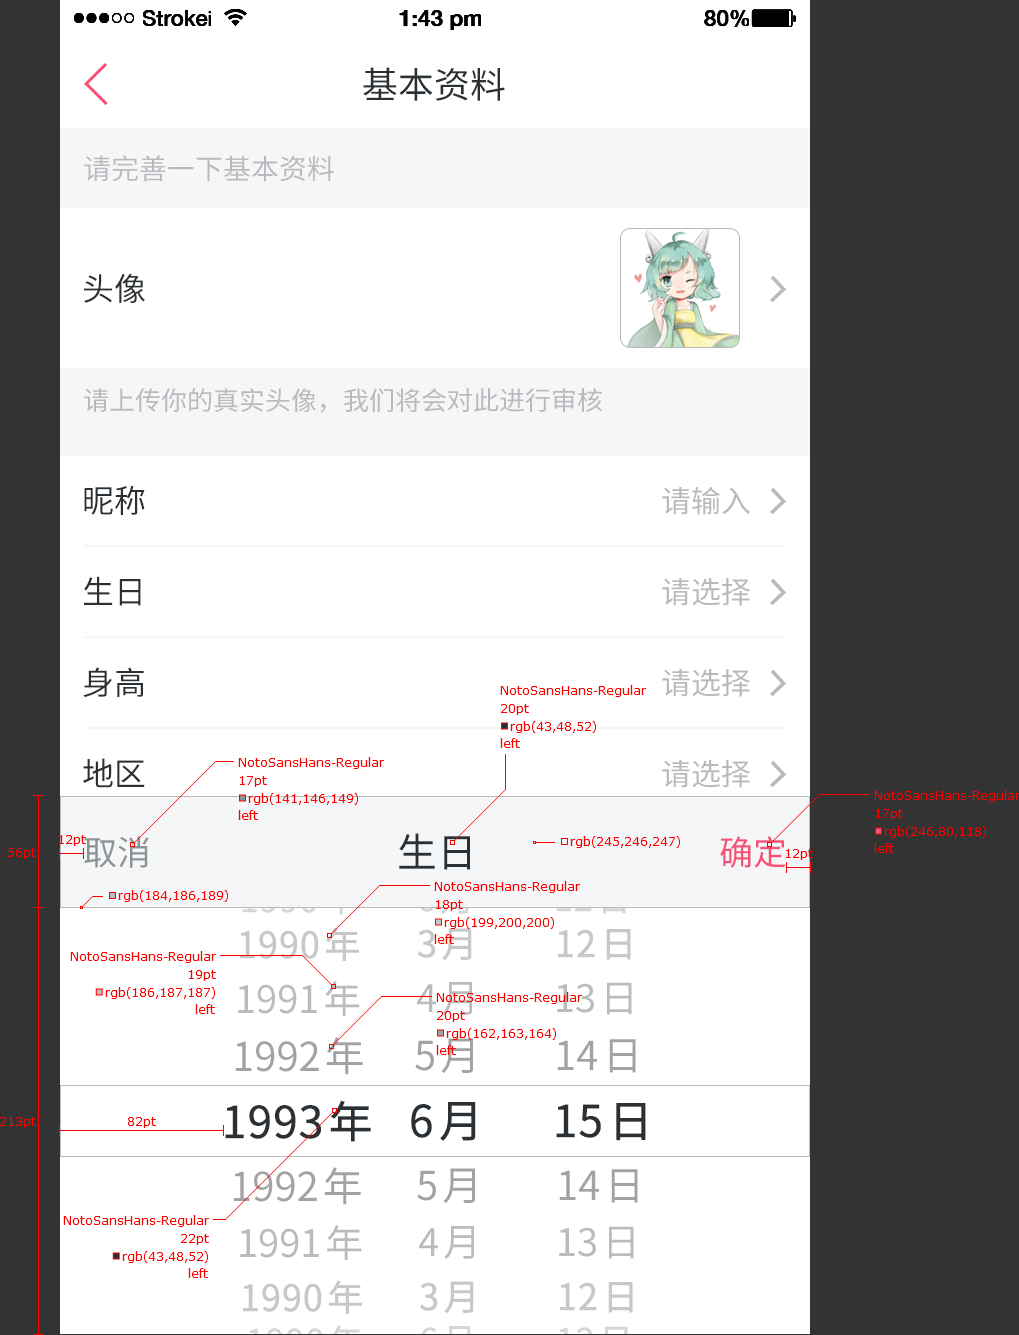 Strokei 1:43 pm 80%
基本资料
请完善一下基本资料
头像
请上传你的真实头像，我们将会对此进行审核
昵称 请输入
生日 请选择
身高 请选择
NotoSansHans-Regular
20pt
rgb(43,48,52)
left
地区 请选择
NotoSansHans-Regular
17pt
rgb(141,146,149)
left
NotoSansHans-Regular
17pt
rgb(246,80,118)
left
56pt
12pt
取消 生日 确定
rgb(245,246,247)
12pt
rgb(184,186,189)
NotoSansHans-Regular
18pt
rgb(199,200,200)
left
1990年 3月 12日
NotoSansHans-Regular
19pt
rgb(186,187,187)
left
1991年 4月 13日
NotoSansHans-Regular
20pt
rgb(162,163,164)
left
1992年 5月 14日
213pt
82pt
1993年 6月 15日
1992年 5月 14日
NotoSansHans-Regular
22pt
rgb(43,48,52)
left
1991年 4月 13日
1990年 3月 12日